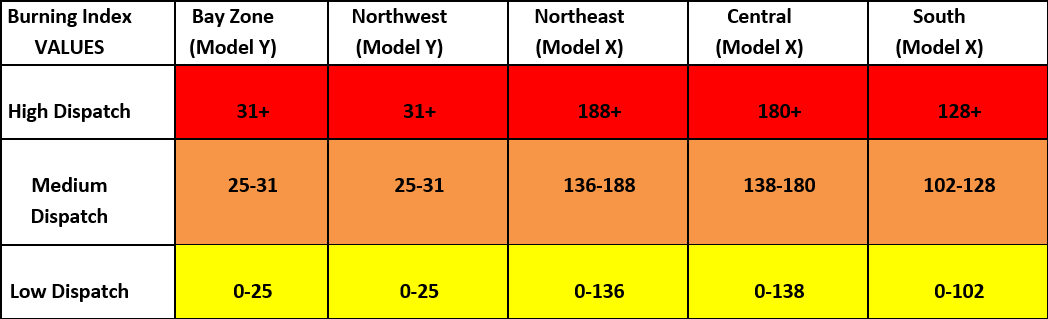 Burning Index Bay Zone Northwest Northeast Central South
VALUES (Model Y) (Model Y) (Model X) (Model X) (Model X)
High Dispatch 31+ 31+ 188+ 180+ 128+
Medium 25-31 25-31 136-188 138-180 102-128
Dispatch
Low Dispatch 0-25 0-25 0-136 0-138 0-102